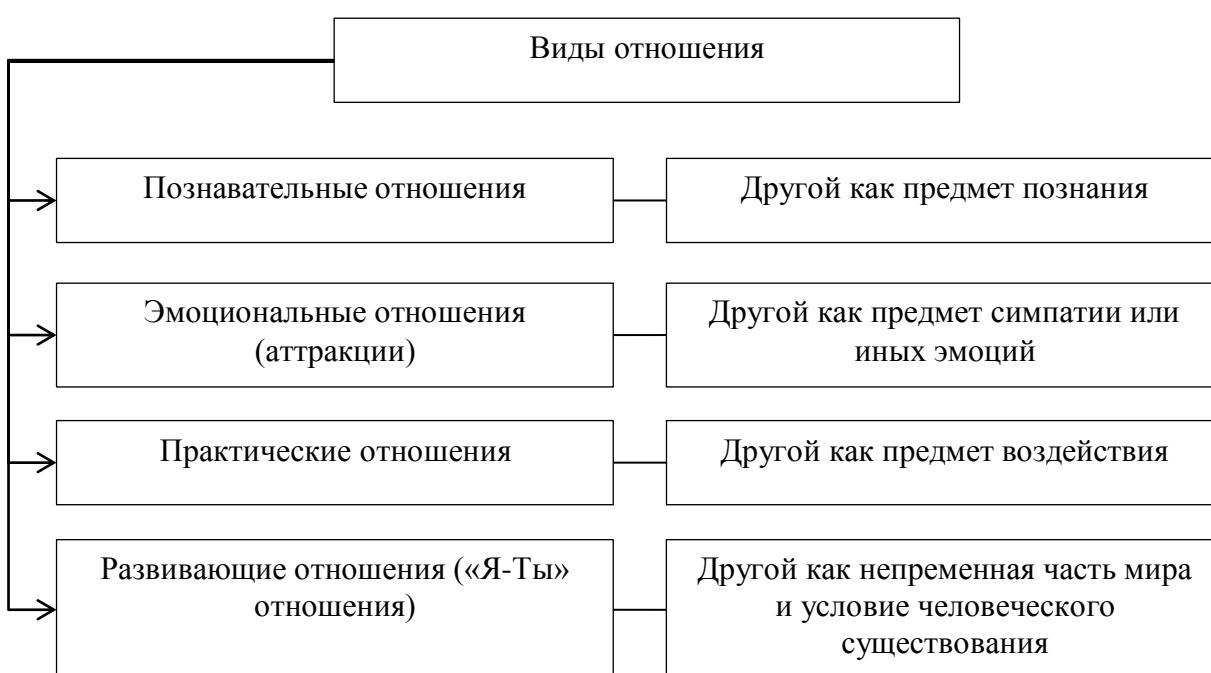 Виды отношения
Познавательные отношения
Другой как предмет познания
Эмоциональные отношения
(аттракции)
Другой как предмет симпатии или
иных эмоций
Практические отношения
Другой как предмет воздействия
Развивающие отношения («Я-Ты»
отношения)
Другой как непременная часть мира
и условие человеческого
существования